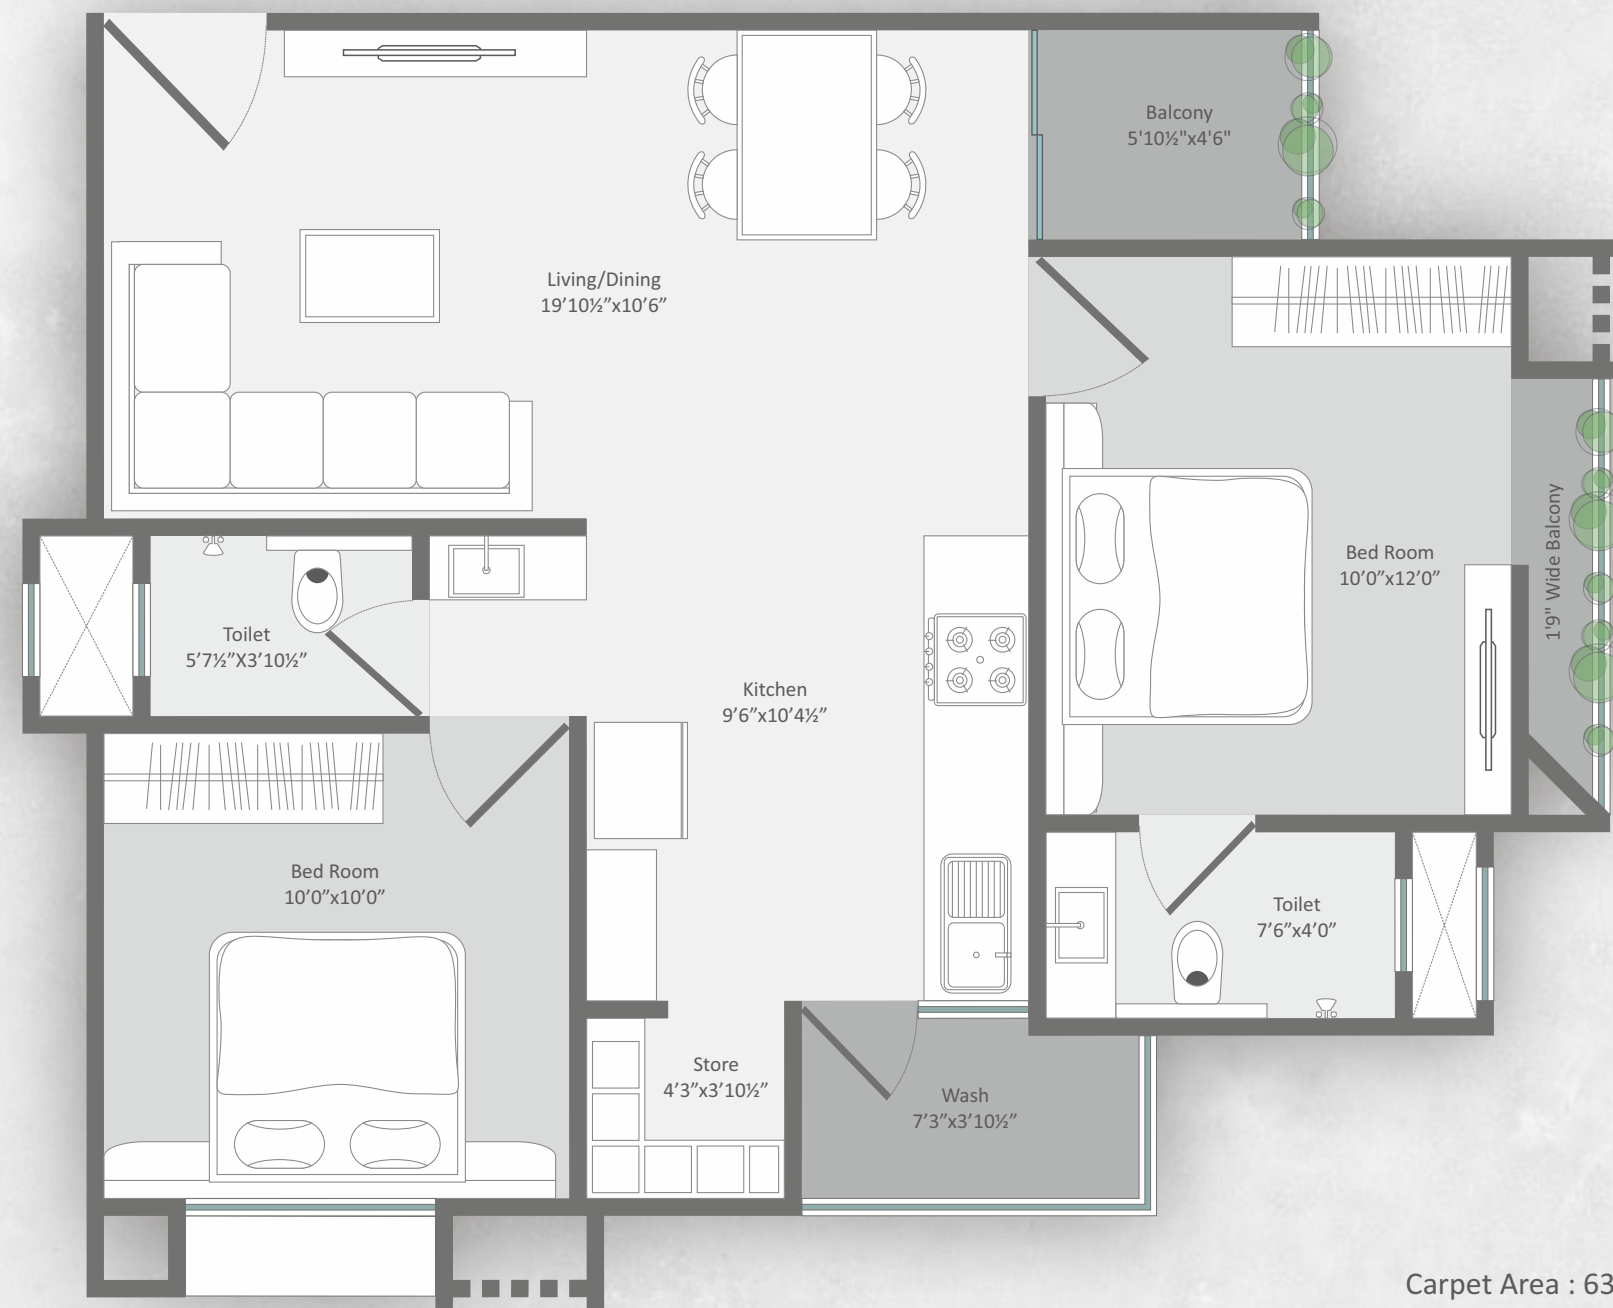 Balcony
5'10½"x4'6"
Living/Dining
19’10½”x10’6”
Bed Room
10’0”x12’0”
1'9" Wide Balcony
Toilet
5’7½”X3’10½”
Kitchen
9’6”x10’4½”
Bed Room
10’0”x10’0”
Toilet
7’6”x4’0”
Store
4’3”x3’10½”
Wash
7’3”x3’10½”
Carpet Area : 63